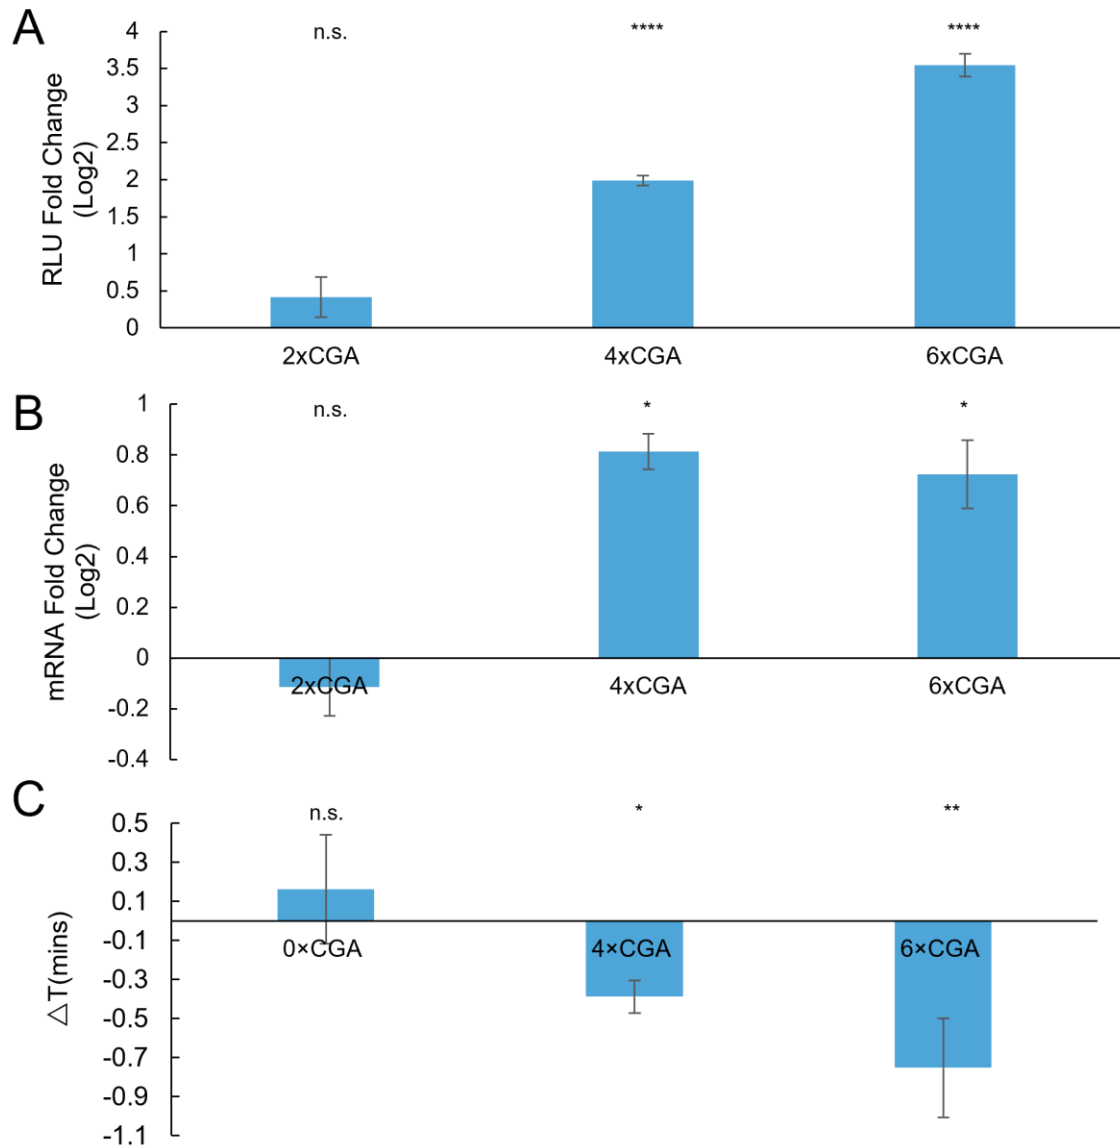 A
n.s.
****
****
RLU Fold Change
(Log2)
4
3.5
3
2.5
2
1.5
1
0.5
0
2xCGA
4xCGA
6xCGA
B
n.s.
*
*
mRNA Fold Change
(Log2)
1
0.8
0.6
0.4
0.2
0
-0.2
-0.4
2xCGA
4xCGA
6xCGA
C
n.s.
*
**
△T(mins)
0.5
0.3
0.1
-0.1
-0.3
-0.5
-0.7
-0.9
-1.1
0×CGA
4×CGA
6×CGA